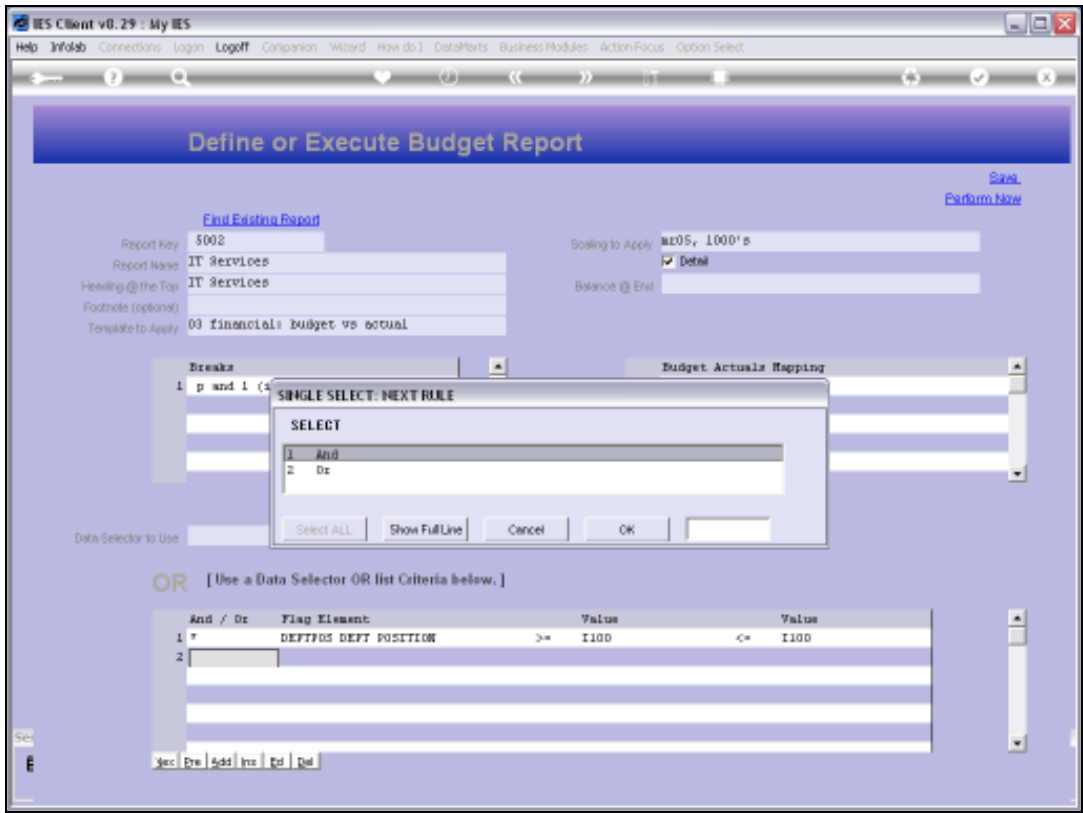 IES Client v8.29 : My IES
Help Infolab Connections Logon Logoff Companion Wizard How do I DataMarts Business Modules Action Focus Option Select
Define or Execute Budget Report
Save
Perform Now
Find Existing Report
Report Key 5002 Scaling to Apply mr05, 1000's
Report Name IT Services Detail
Heading @ the Top IT Services Balance @ End
Footnote (optional)
Template to Apply 03 financial: budget vs actual
Breaks Budget Actuals Mapping
1 p and l (
SINGLE SELECT: NEXT RULE
SELECT
1 And
2 Or
Select ALL Show Full Line Cancel OK
Data Selector to Use
OR [ Use a Data Selector OR list Criteria below. ]
And / Or Flag Element Value Value
1 * DEPTPOS DEPT POSITION >= I100 <= I100
2
Nex Pre Add Ins Ed Del